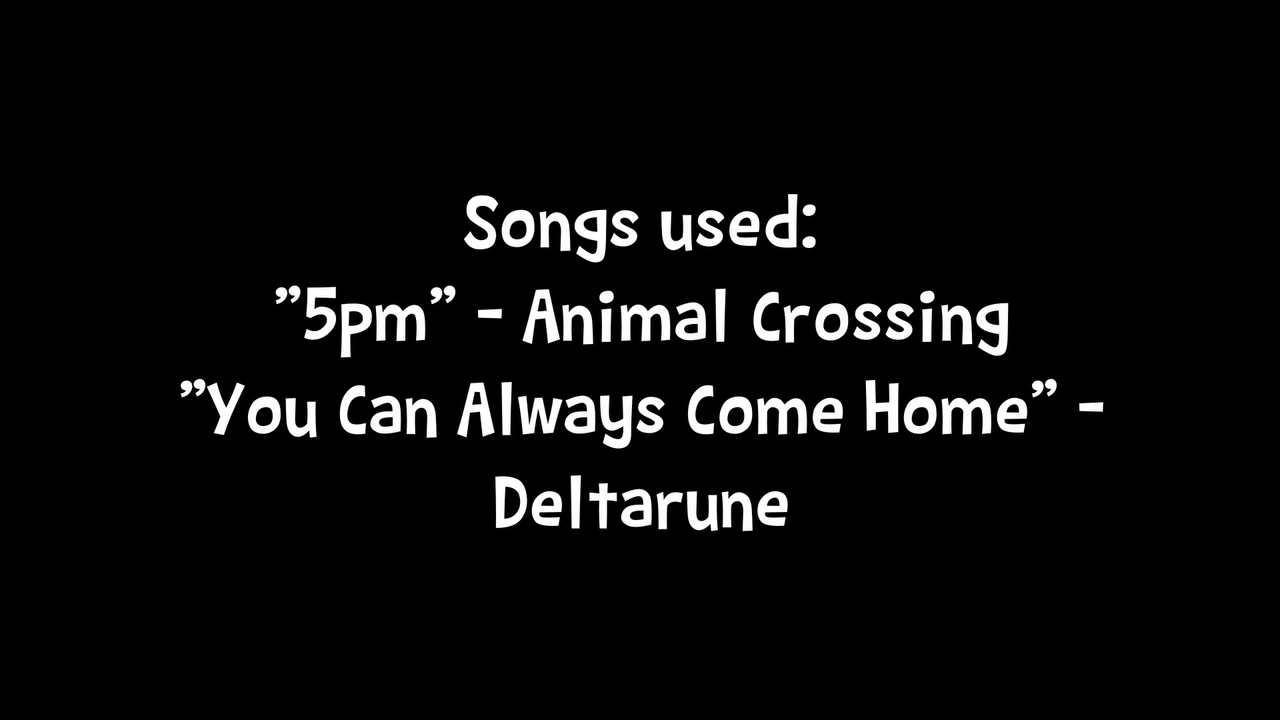 Songs used:
”5pm” - Animal Crossing
”You Can Always Come Home” -
Deltarune